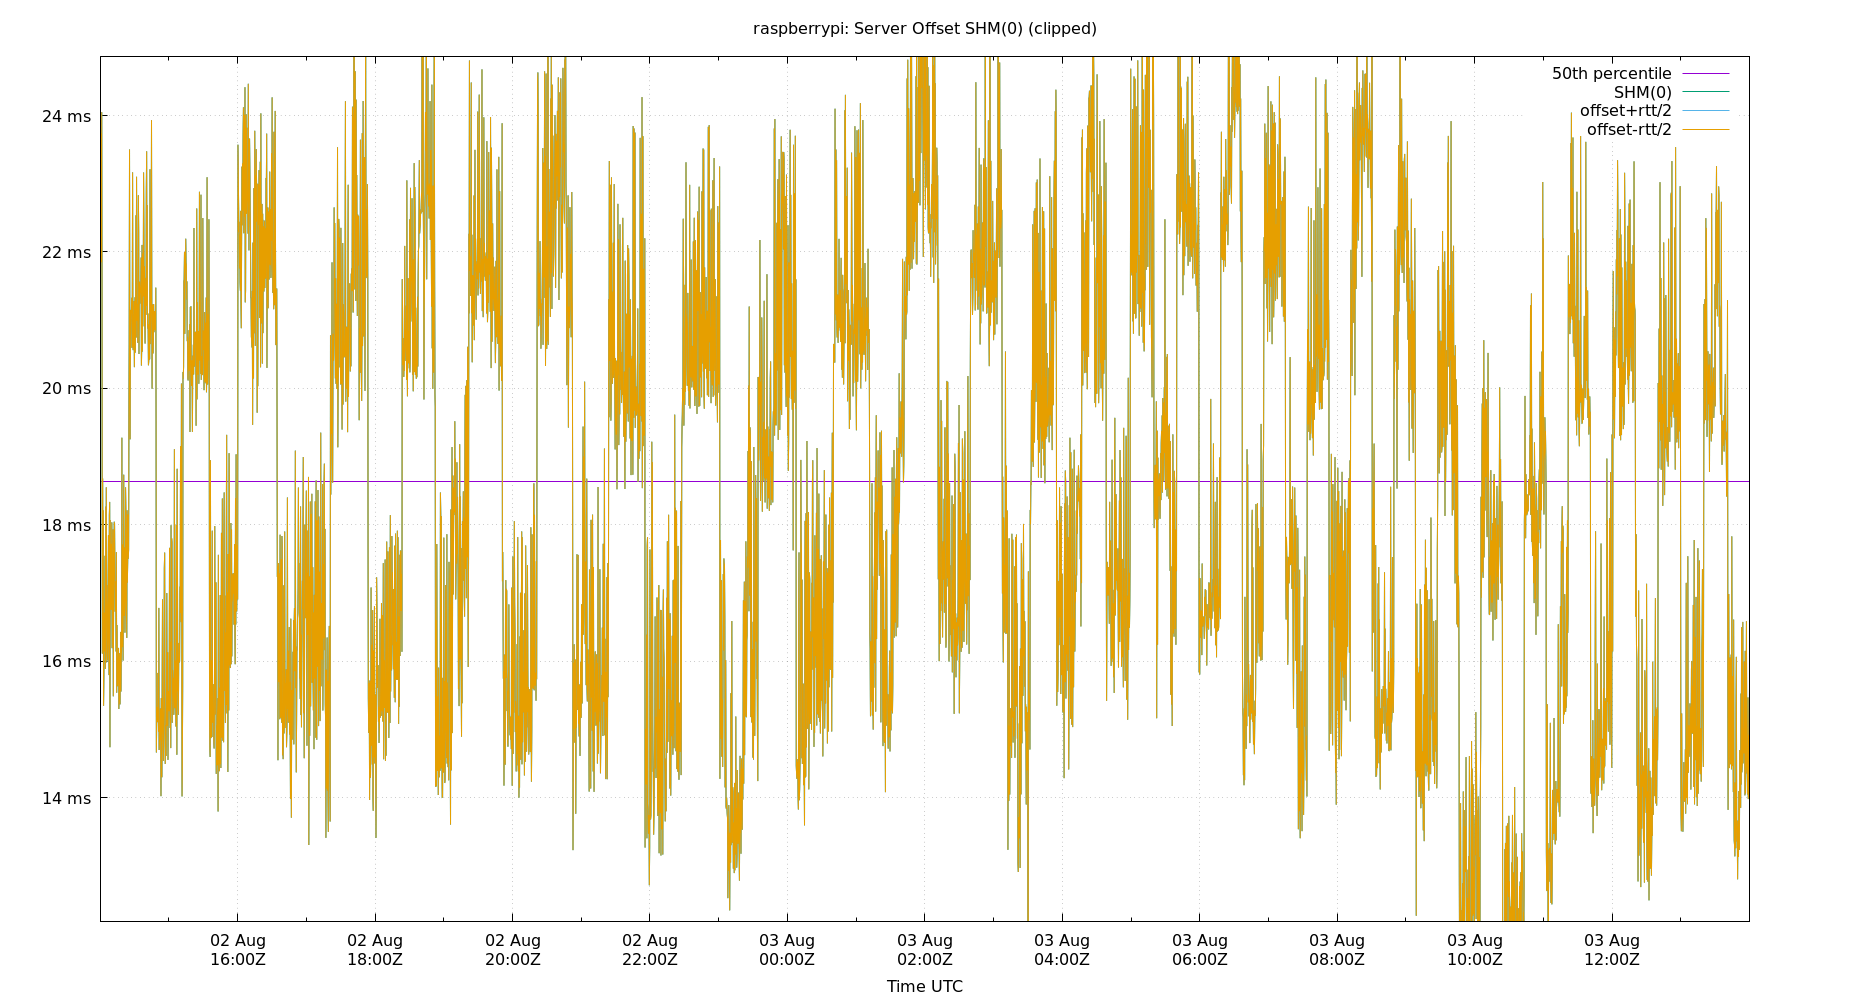 raspberrypi: Server Offset SHM(0) (clipped)
50th percentile
SHM(0)
offset+rtt/2
offset-rtt/2
24 ms
22 ms
20 ms
18 ms
16 ms
14 ms
02 Aug 02 Aug 02 Aug 02 Aug 03 Aug 03 Aug 03 Aug 03 Aug 03 Aug 03 Aug 03 Aug
16:00Z 18:00Z 20:00Z 22:00Z 00:00Z 02:00Z 04:00Z 06:00Z 08:00Z 10:00Z 12:00Z
Time UTC